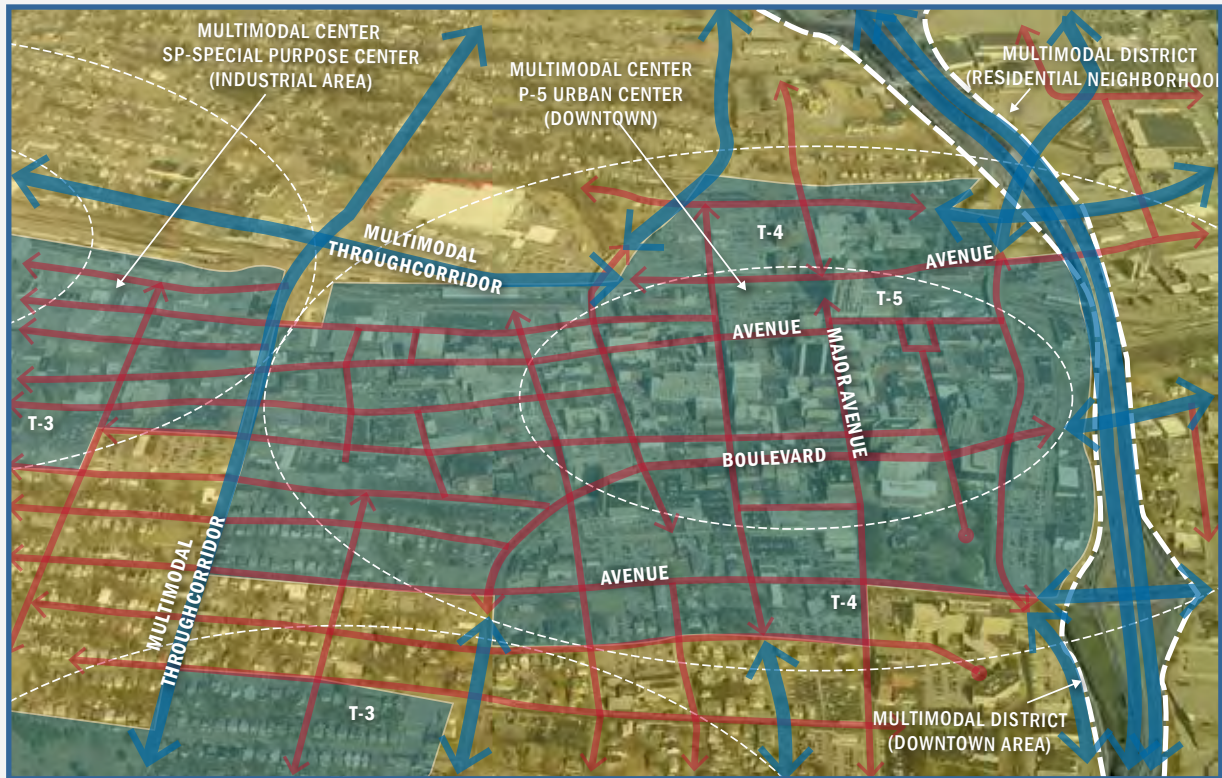 MULTIMODAL CENTER
SP-SPECIAL PURPOSE CENTER
(INDUSTRIAL AREA)
MULTIMODAL CENTER
P-5 URBAN CENTER
(DOWNTOWN)
MULTIMODAL DISTRICT
(RESIDENTIAL NEIGHBORHOOD
MULTIMODAL
THROUGHCORRIDOR
T-4
AVENUE
T-5
AVENUE
MAJOR AVENUE
T-3
BOULEVARD
AVENUE
T-4
MULTIMODAL
THROUGHCORRIDOR
T-3
MULTIMODAL DISTRICT
(DOWNTOWN AREA)